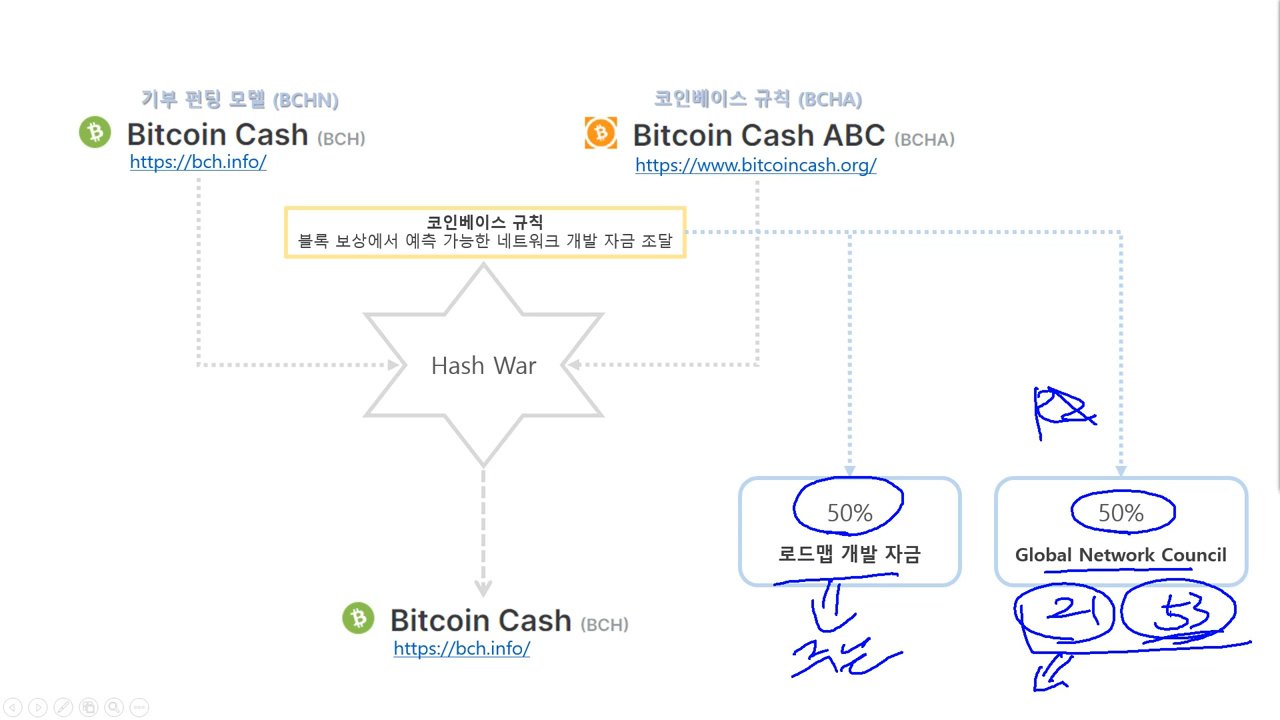 기부 펀딩 모델 (BCHN)
Bitcoin Cash (BCH)
https://bch.info/
코인베이스 규칙 (BCHA)
Bitcoin Cash ABC (BCHA)
https://www.bitcoincash.org/
코인베이스 규칙
블록 보상에서 예측 가능한 네트워크 개발 자금 조달
Hash War
50%
로드맵 개발 자금
50%
Global Network Council
21 53
Bitcoin Cash (BCH)
https://bch.info/